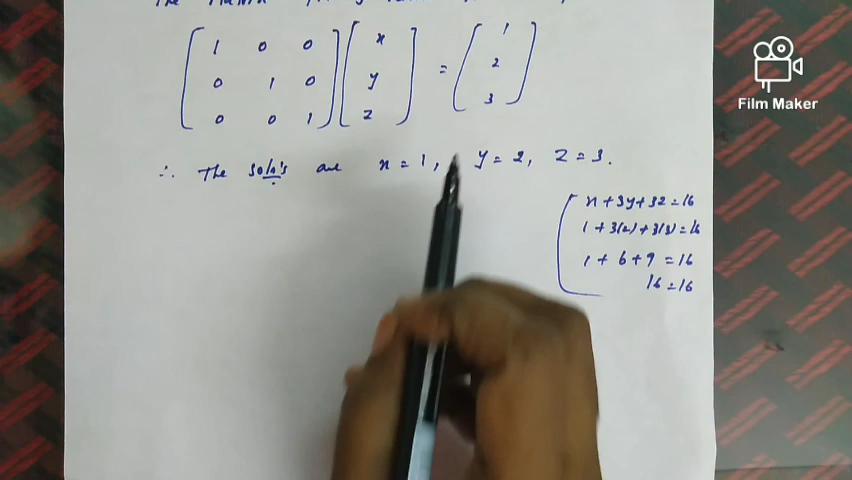 1 0 0 x 1
0 1 0 y = 2
0 0 1 z 3
∴ The soln's are x = 1, y = 2, z = 3.
x + 3y + 3z = 16
1 + 3(2) + 3(3) = 16
1 + 6 + 9 = 16
16 = 16
Film Maker